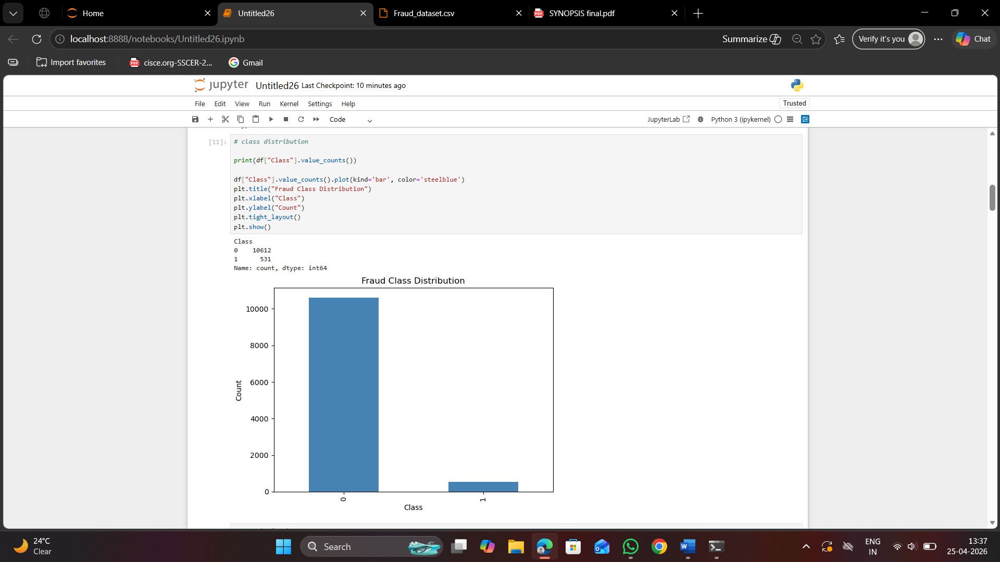 Home
Untitled26
Fraud_dataset.csv
SYNOPSIS final.pdf
localhost:8888/notebooks/Untitled26.ipynb
Summarize
Verify it's you
Chat
Import favorites
PDF
cisce.org-SSCER-2...
Gmail
jupyter Untitled26 Last Checkpoint: 10 minutes ago
File Edit View Run Kernel Settings Help
Trusted
Code
JupyterLab
Python 3 (ipykernel)
[11]:
# class distribution
print(df["Class"].value_counts())
df["Class"].value_counts().plot(kind='bar', color='steelblue')
plt.title("Fraud Class Distribution")
plt.xlabel("Class")
plt.ylabel("Count")
plt.tight_layout()
plt.show()
Class
0    10612
1      531
Name: count, dtype: int64
Fraud Class Distribution
10000
8000
6000
4000
2000
0
Count
0
1
Class
24°C
Clear
Search
ENG
IN
13:37
25-04-2026